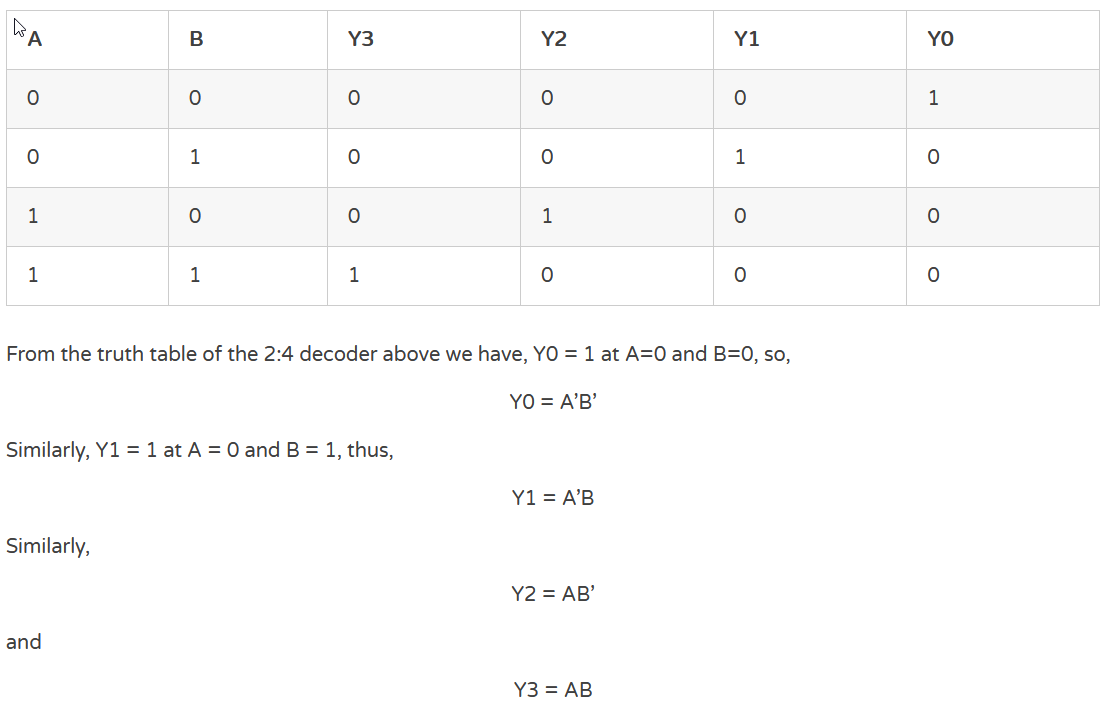 A B Y3 Y2 Y1 Y0
0 0 0 0 0 1
0 1 0 0 1 0
1 0 0 1 0 0
1 1 1 0 0 0
From the truth table of the 2:4 decoder above we have, Y0 = 1 at A=0 and B=0, so,
Y0 = A’B’
Similarly, Y1 = 1 at A = 0 and B = 1, thus,
Y1 = A’B
Similarly,
Y2 = AB’
and
Y3 = AB